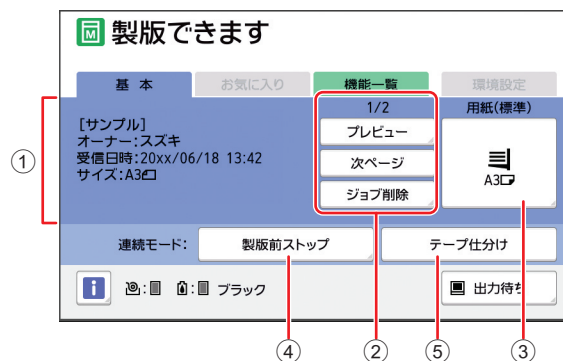 製版できます
基本 お気に入り 機能一覧 環境設定
1/2 用紙(標準)
[サンプル]
オーナー:スズキ
受信日時:20xx/06/18 13:42
サイズ:A3
プレビュー
次ページ
ジョブ削除
A3
連続モード: 製版前ストップ テープ仕分け
i : : ブラック 出力待ち
①
④ ② ⑤ ③